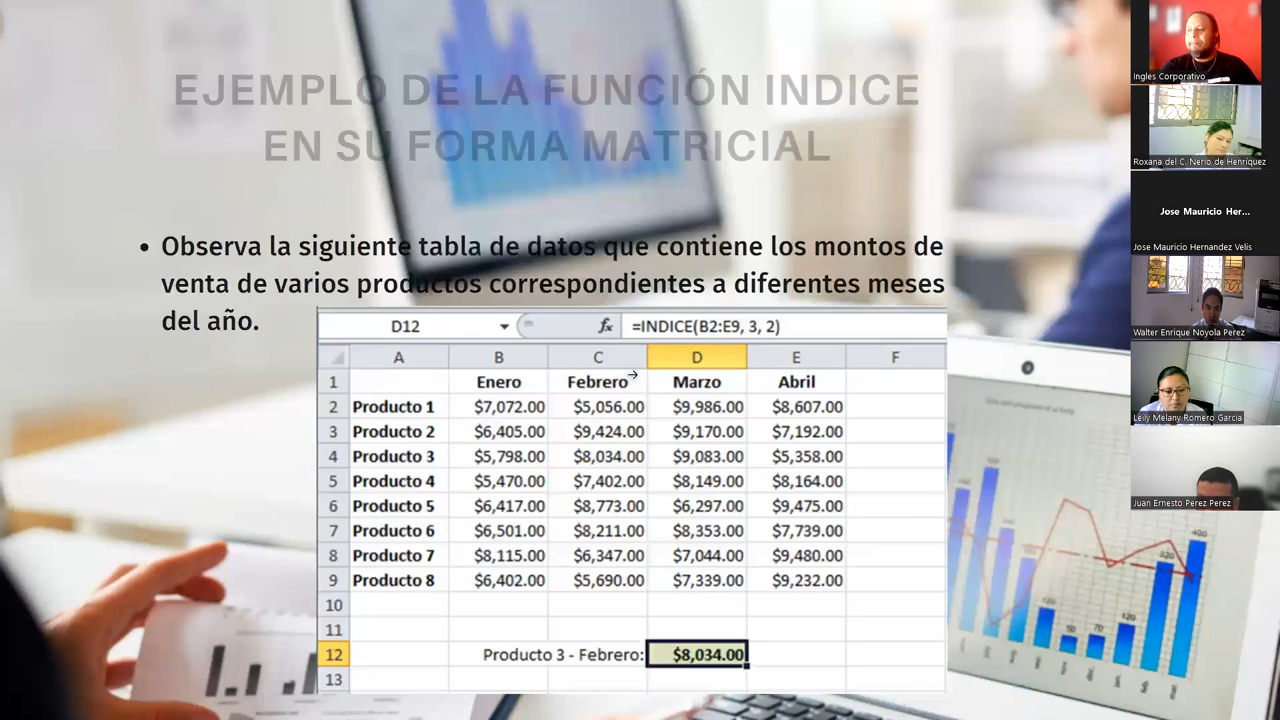 EJEMPLO DE LA FUNCIÓN INDICE
EN SU FORMA MATRICIAL
• Observa la siguiente tabla de datos que contiene los montos de
venta de varios productos correspondientes a diferentes meses
del año.
D12 fx =INDICE(B2:E9, 3, 2)
A B C D E F
1 Enero Febrero Marzo Abril
2 Producto 1 $7,072.00 $5,056.00 $9,986.00 $8,607.00
3 Producto 2 $6,405.00 $9,424.00 $9,170.00 $7,192.00
4 Producto 3 $5,798.00 $8,034.00 $9,083.00 $5,358.00
5 Producto 4 $5,470.00 $7,402.00 $8,149.00 $8,164.00
6 Producto 5 $6,417.00 $8,773.00 $6,297.00 $9,475.00
7 Producto 6 $6,501.00 $8,211.00 $8,353.00 $7,739.00
8 Producto 7 $8,115.00 $6,347.00 $7,044.00 $9,480.00
9 Producto 8 $6,402.00 $5,690.00 $7,339.00 $9,232.00
10
11
12 Producto 3 - Febrero: $8,034.00
13
Ingles Corporativo
Roxana del C. Nerio de Henríquez
Jose Mauricio Her...
Jose Mauricio Hernandez Velis
Walter Enrique Noyola Perez
Leily Melany Romero Garcia
Juan Ernesto Perez Perez
400
320
120
50
70
120